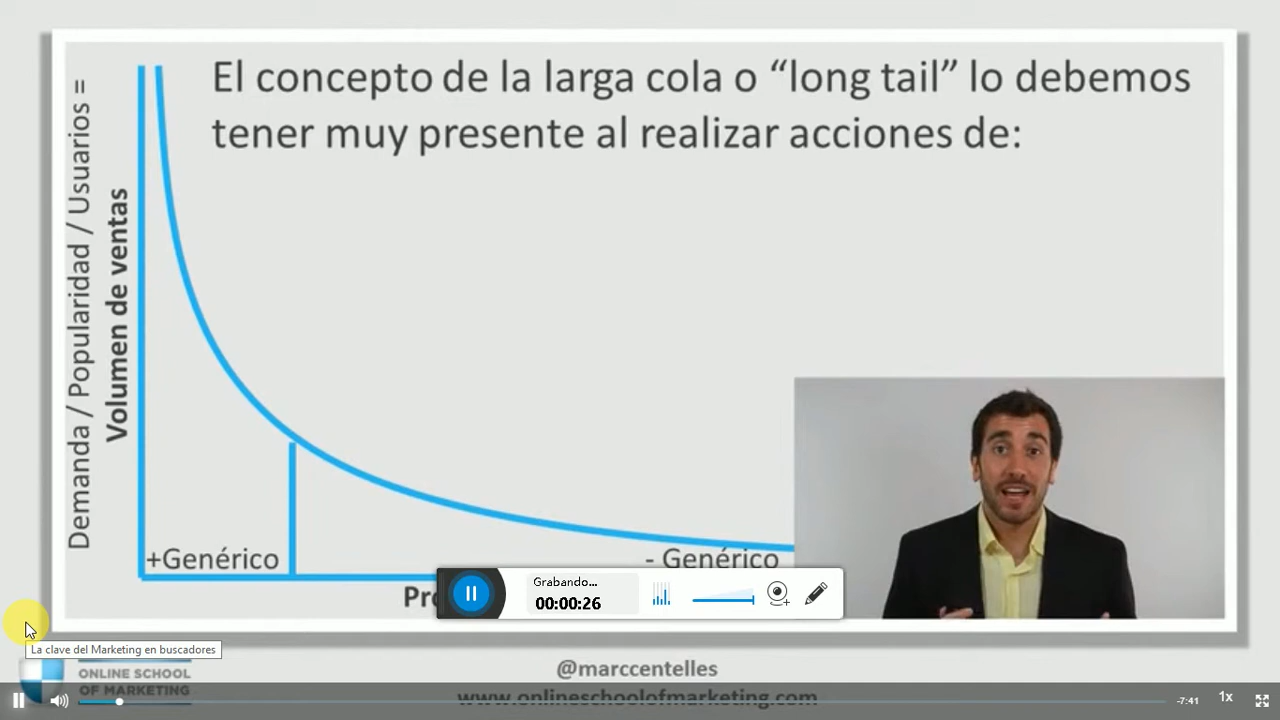 El concepto de la larga cola o “long tail” lo debemos
tener muy presente al realizar acciones de:
Demanda / Popularidad / Usuarios =
Volumen de ventas
+Genérico
- Genérico
Grabando...
00:00:26
La clave del Marketing en buscadores
ONLINE SCHOOL
OF MARKETING
@marccentelles
www.onlineschoolofmarketing.com
-7:41
1x